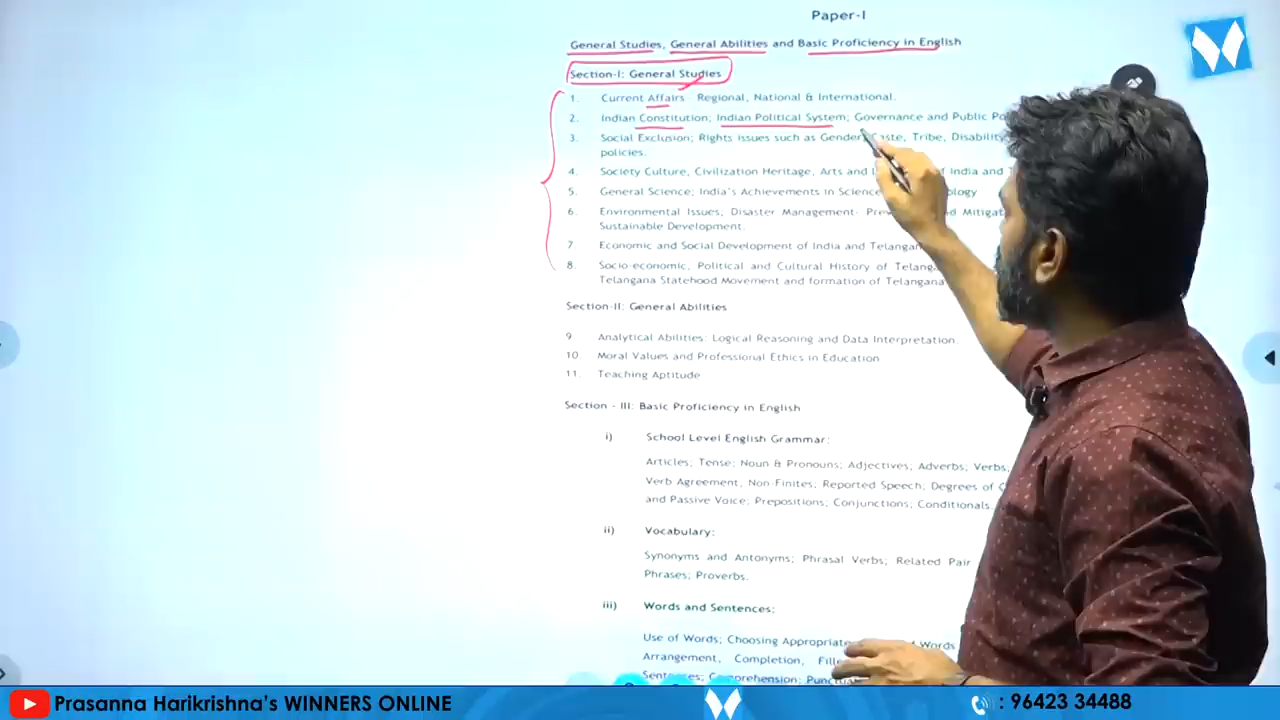 Paper-I
General Studies, General Abilities and Basic Proficiency in English
Section-I: General Studies
1. Current Affairs - Regional, National & International.
2. Indian Constitution; Indian Political System; Governance and Public
3. Social Exclusion; Rights issues such as Gender, Caste, Tribe, Disability
policies.
4. Society Culture, Civilization Heritage, Arts and of India and
5. General Science; India's Achievements in Science
6. Environmental Issues; Disaster Management- and
Sustainable Development.
7. Economic and Social Development of India and
8. Socio-economic, Political and Cultural History of
Telangana Statehood Movement and formation of Telangana
Section-II: General Abilities
9 Analytical Abilities: Logical Reasoning and Data Interpretation.
10 Moral Values and Professional Ethics in Education
11. Teaching Aptitude
Section - III: Basic Proficiency in English
i) School Level English Grammar:
Articles; Tense; Noun & Pronouns; Adjectives; Adverbs; Verbs,
Verb Agreement, Non-Finites; Reported Speech; Degrees of
and Passive Voice; Prepositions; Conjunctions; Conditionals.
ii) Vocabulary:
Synonyms and Antonyms; Phrasal Verbs; Related Pair
Phrases; Proverbs.
iii) Words and Sentences;
Use of Words; Choosing Appropriate Words
Arrangement, Completion,
Prasanna Harikrishna's WINNERS ONLINE
: 96423 34488